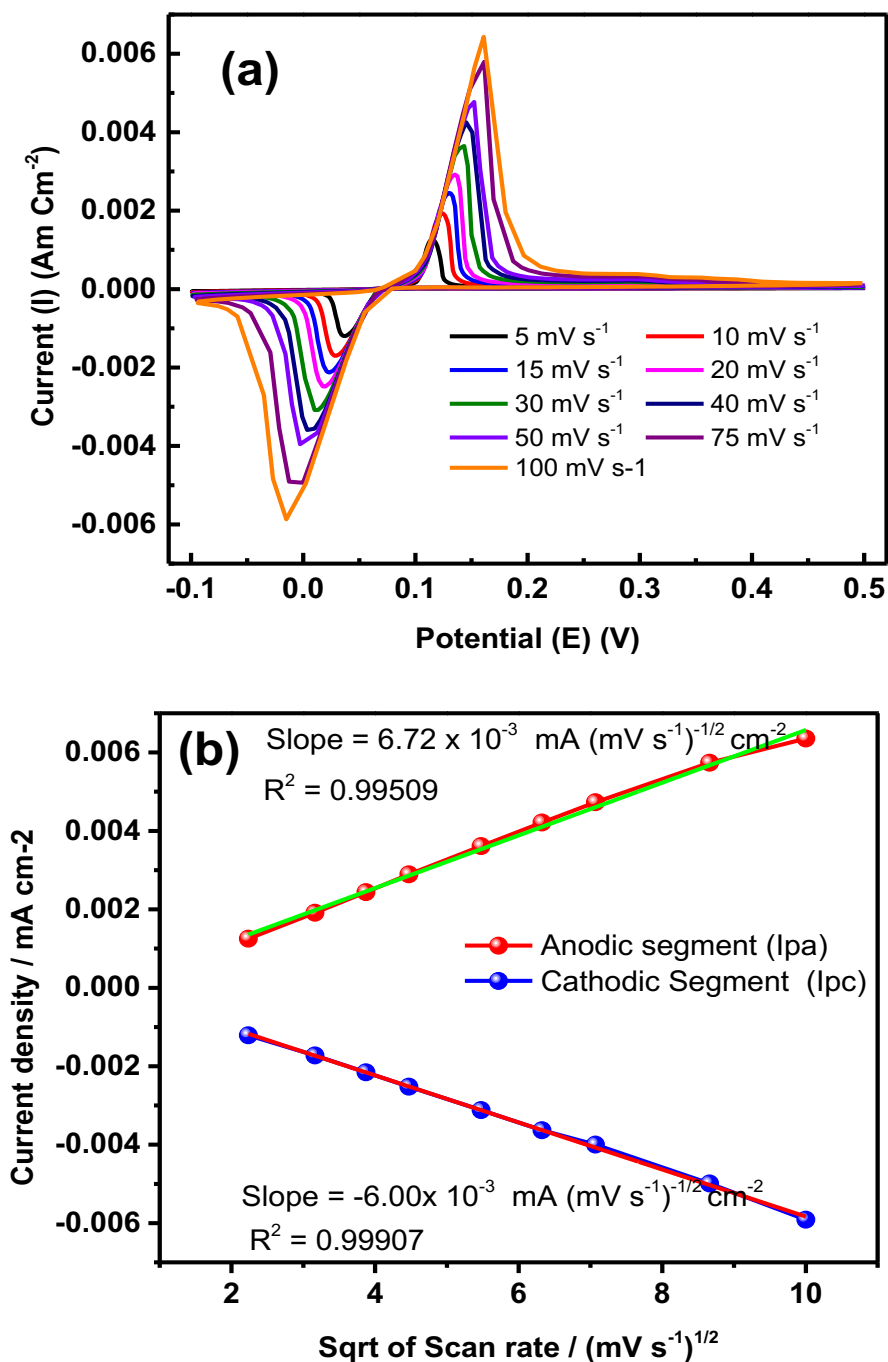 (a)
0.006
0.004
0.002
0.000
-0.002
-0.004
-0.006
Current (I) (Am Cm⁻²)
5 mV s⁻¹ 10 mV s⁻¹
15 mV s⁻¹ 20 mV s⁻¹
30 mV s⁻¹ 40 mV s⁻¹
50 mV s⁻¹ 75 mV s⁻¹
100 mV s-1
-0.1 0.0 0.1 0.2 0.3 0.4 0.5
Potential (E) (V)
(b)
Slope = 6.72 x 10⁻³ mA (mV s⁻¹)⁻¹ᐟ² cm⁻²
R² = 0.99509
0.006
0.004
0.002
0.000
-0.002
-0.004
-0.006
Current density / mA cm-2
Anodic segment (Ipa)
Cathodic Segment (Ipc)
Slope = -6.00x 10⁻³ mA (mV s⁻¹)⁻¹ᐟ² cm⁻²
R² = 0.99907
2 4 6 8 10
Sqrt of Scan rate / (mV s⁻¹)¹ᐟ²